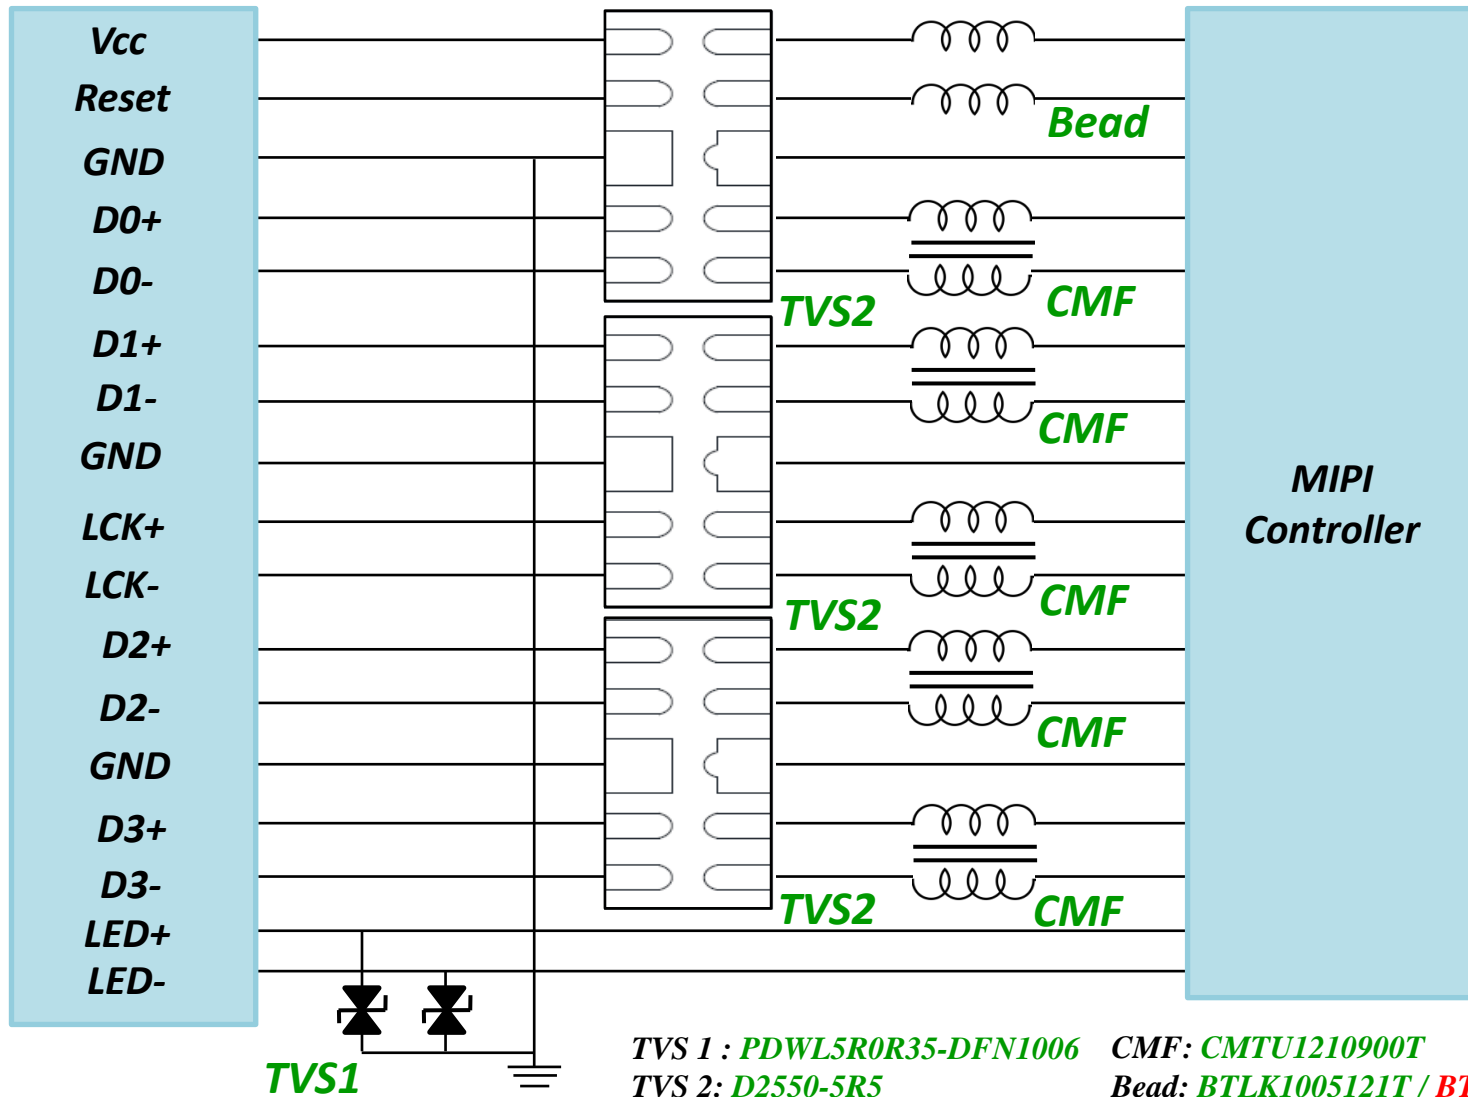 Vcc
Reset
GND
D0+
D0-
D1+
D1-
GND
LCK+
LCK-
D2+
D2-
GND
D3+
D3-
LED+
LED-
Bead
TVS2
CMF
CMF
TVS2
CMF
CMF
TVS2
CMF
MIPI
Controller
TVS1
TVS 1 : PDWL5R0R35-DFN1006
TVS 2: D2550-5R5
CMF: CMTU1210900T
Bead: BTLK1005121T /